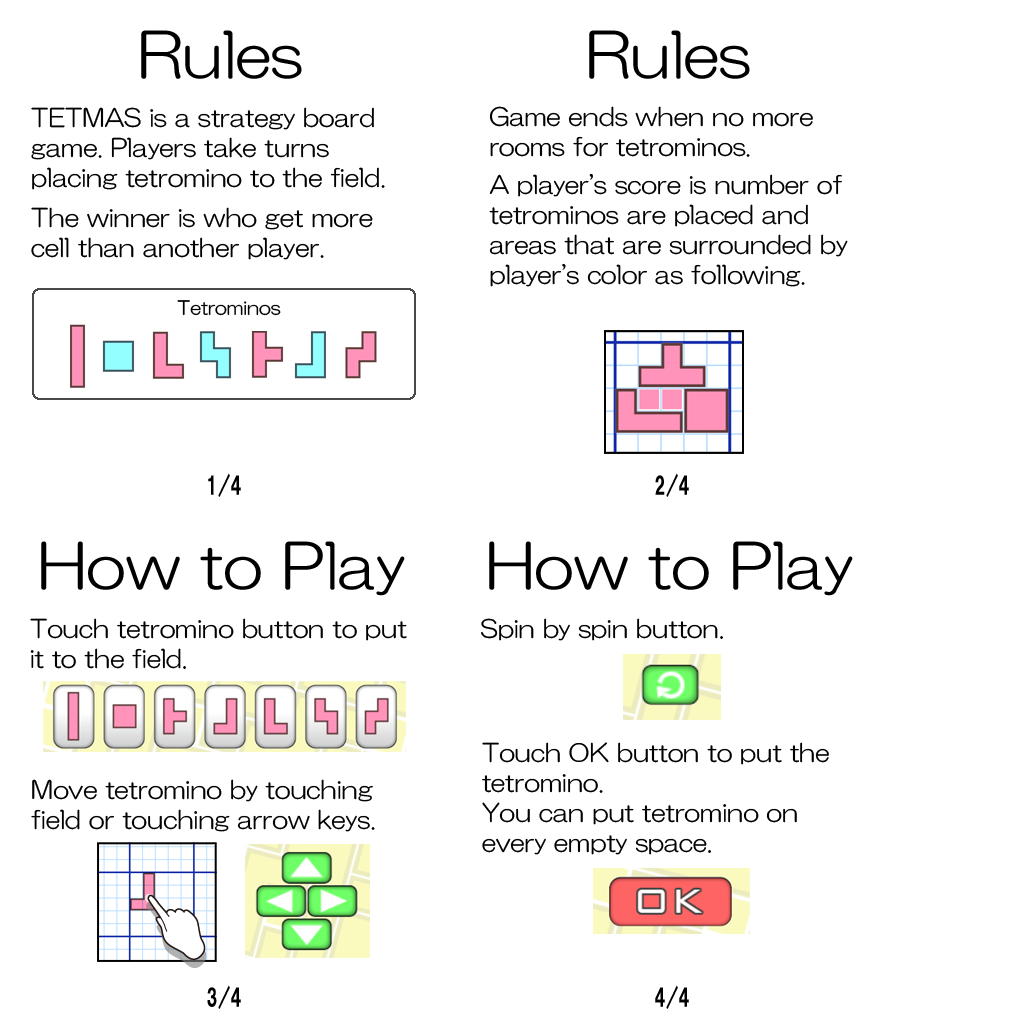 Rules
TETMAS is a strategy board
game. Players take turns
placing tetromino to the field.
The winner is who get more
cell than another player.
Tetrominos
1/4
Rules
Game ends when no more
rooms for tetrominos.
A player's score is number of
tetrominos are placed and
areas that are surrounded by
player's color as following.
2/4
How to Play
Touch tetromino button to put
it to the field.
Move tetromino by touching
field or touching arrow keys.
3/4
How to Play
Spin by spin button.
Touch OK button to put the
tetromino.
You can put tetromino on
every empty space.
OK
4/4